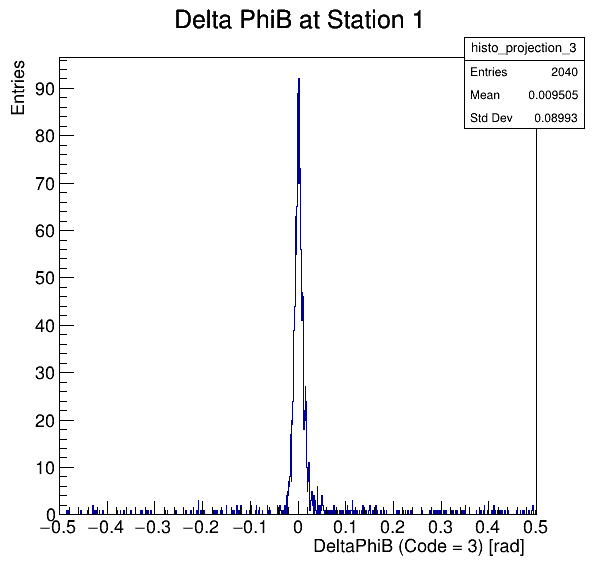 Delta PhiB at Station 1
histo_projection_3
Entries 2040
Mean 0.009505
Std Dev 0.08993
Entries
90
80
70
60
50
40
30
20
10
0
−0.5 −0.4 −0.3 −0.2 −0.1 0 0.1 0.2 0.3 0.4 0.5
DeltaPhiB (Code = 3) [rad]